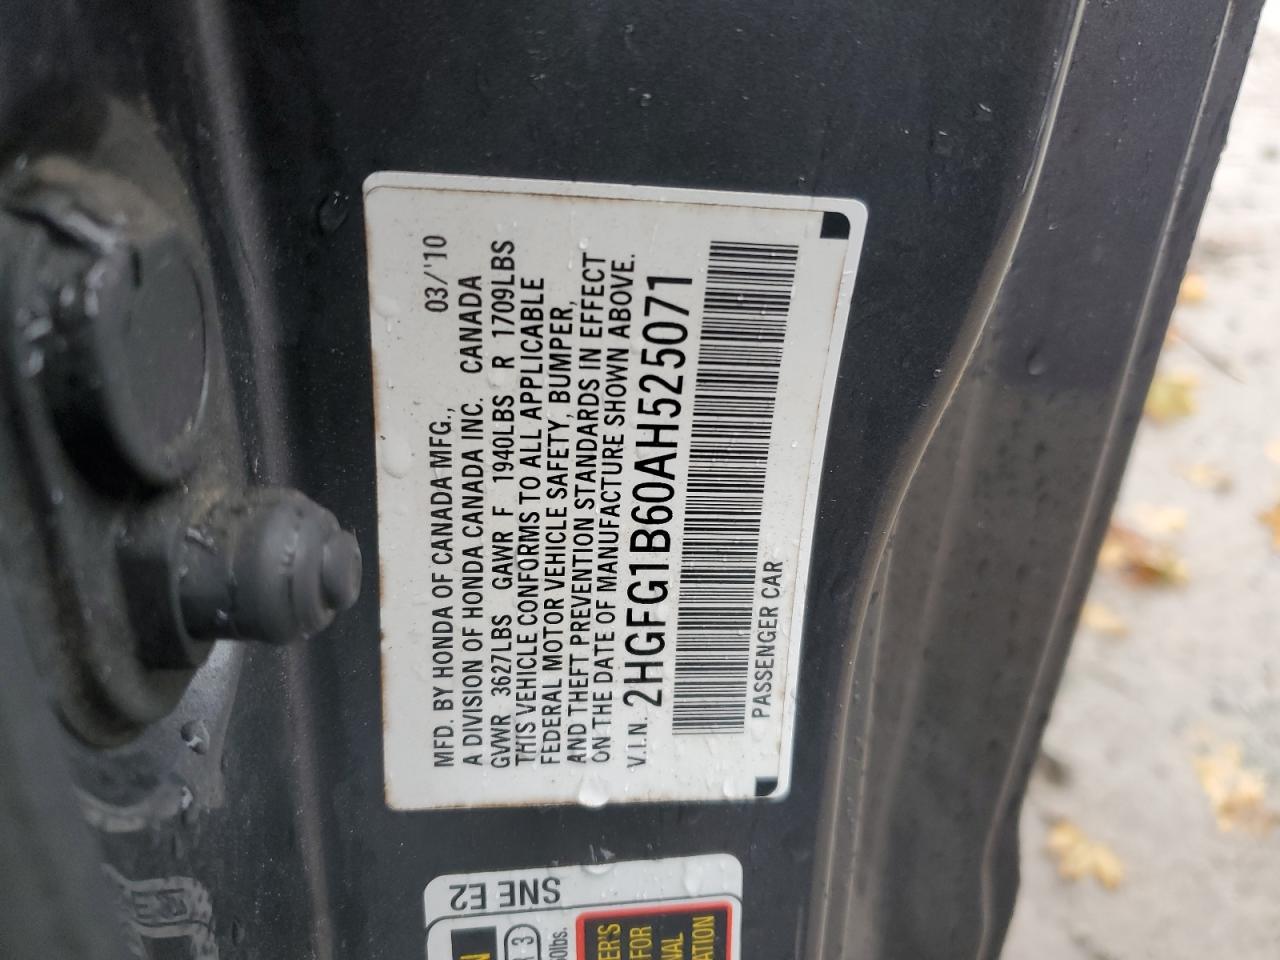 MFD. BY HONDA OF CANADA MFG., 03/'10
A DIVISION OF HONDA CANADA INC. CANADA
GVWR 3627LBS GAWR F 1940LBS R 1709LBS
THIS VEHICLE CONFORMS TO ALL APPLICABLE
FEDERAL MOTOR VEHICLE SAFETY, BUMPER,
AND THEFT PREVENTION STANDARDS IN EFFECT
ON THE DATE OF MANUFACTURE SHOWN ABOVE.
V.I.N. 2HGFG1B60AH525071
PASSENGER CAR
SNE E2
3
FOR